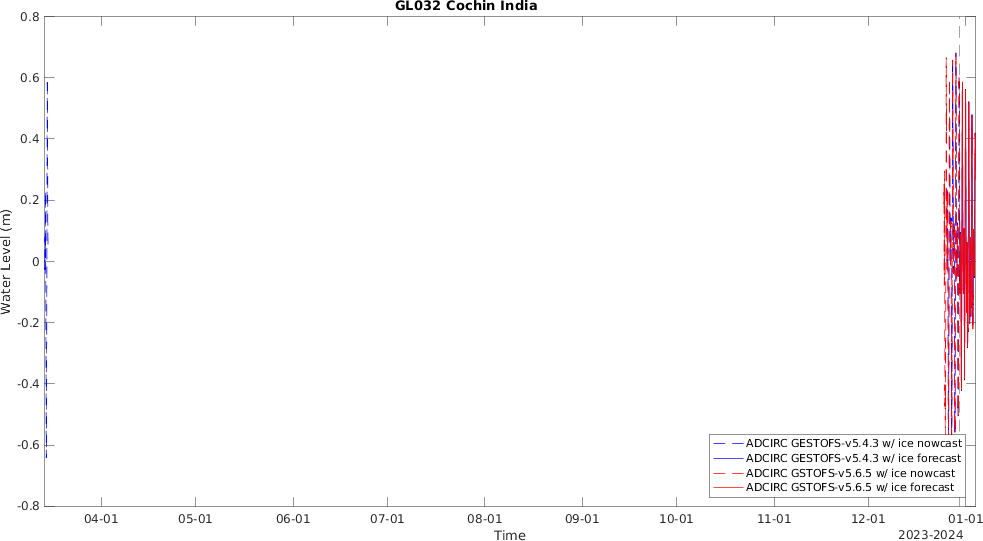 GL032 Cochin India
0.8
0.6
0.4
0.2
0
-0.2
-0.4
-0.6
-0.8
Water Level (m)
04-01 05-01 06-01 07-01 08-01 09-01 10-01 11-01 12-01 01-01
Time
2023-2024
ADCIRC GESTOFS-v5.4.3 w/ ice nowcast
ADCIRC GESTOFS-v5.4.3 w/ ice forecast
ADCIRC GSTOFS-v5.6.5 w/ ice nowcast
ADCIRC GSTOFS-v5.6.5 w/ ice forecast